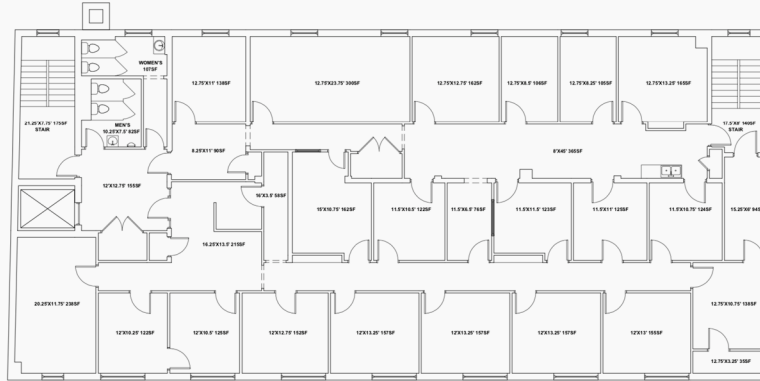 WOMEN'S
107SF
12.75'X11' 138SF
12.75'X23.75' 300SF
12.75'X12.75' 162SF
12.75'X8.5' 108SF
12.75'X8.25' 105SF
12.75'X13.25' 165SF
21.25'X7.75' 175SF
STAIR
MEN'S
10.25'X7.5' 82SF
17.5'X8' 140SF
STAIR
8.25'X11' 90SF
8'X45' 365SF
12'X12.75' 155SF
16'X3.5' 58SF
15'X10.75' 162SF
11.5'X10.5' 122SF
11.5'X6.5' 76SF
11.5'X11.5' 123SF
11.5'X11' 125SF
11.5'X10.75' 124SF
15.25'X6' 94S
16.25'X13.5' 215SF
20.25'X11.75' 238SF
12'X10.25' 122SF
12'X10.5' 125SF
12'X12.75' 152SF
12'X13.25' 157SF
12'X13.25' 157SF
12'X13.25' 157SF
12'X13' 155SF
12.75'X10.75' 138SF
12.75'X3.25' 35SF